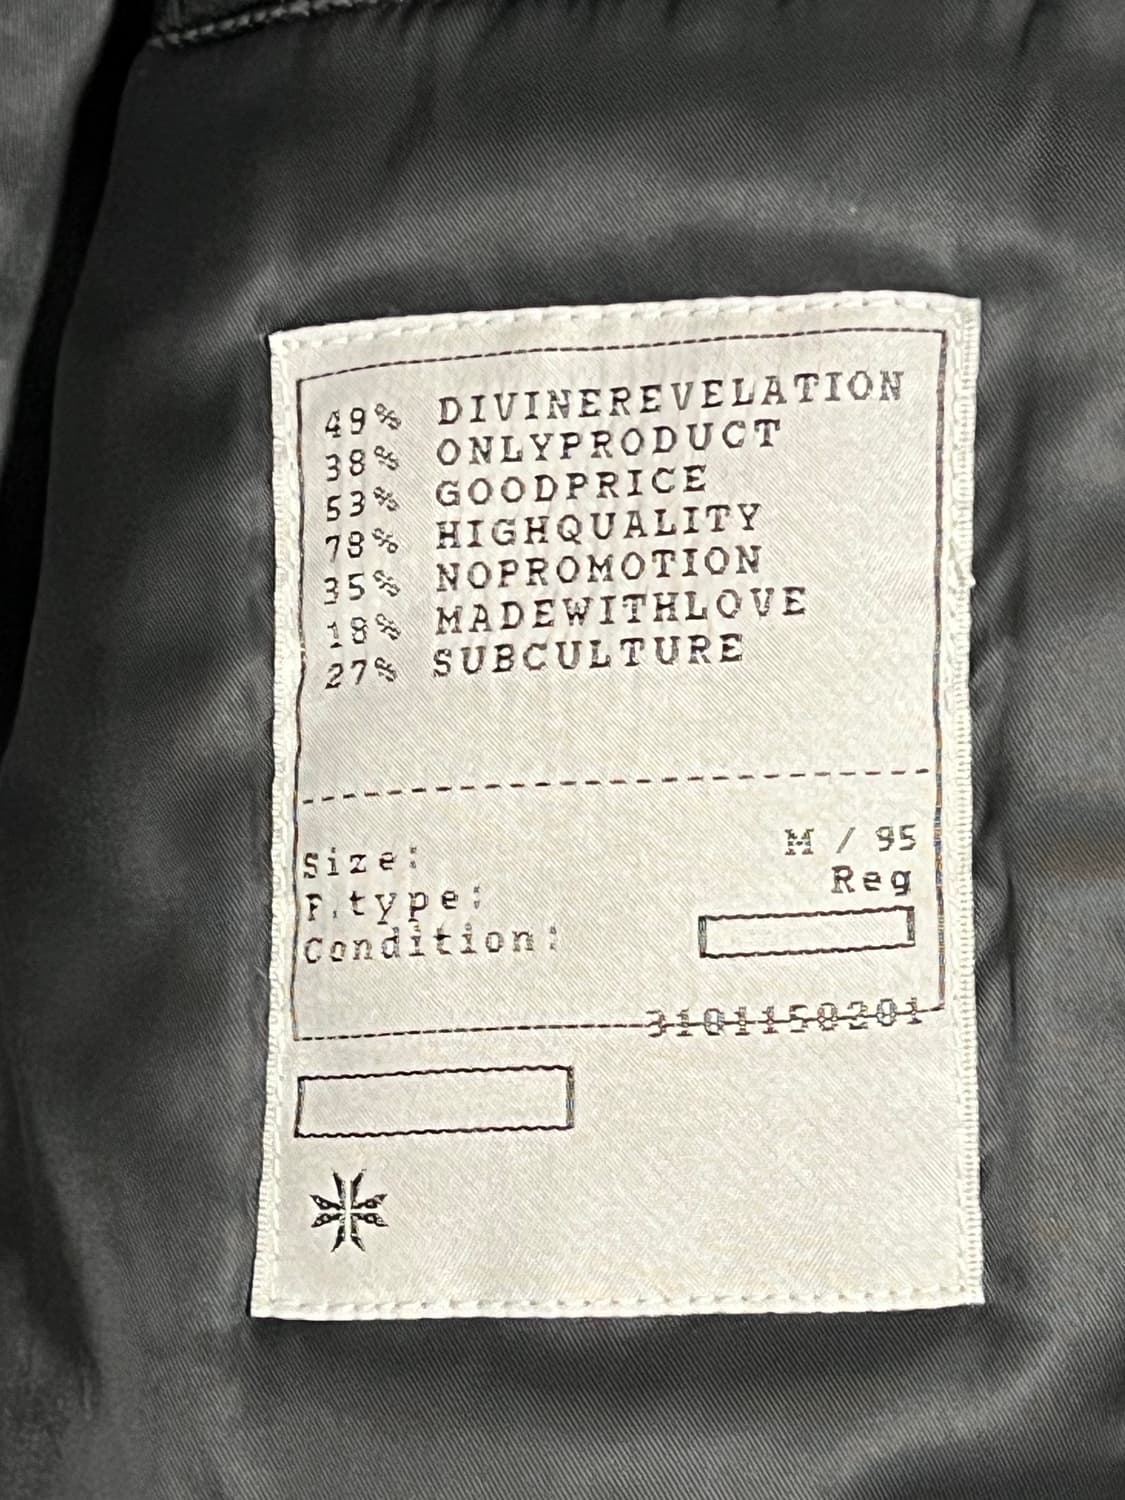 49% DIVINEREVELATION
38% ONLYPRODUCT
53% GOODPRICE
78% HIGHQUALITY
35% NOPROMOTION
18% MADEWITHLOVE
27% SUBCULTURE
Size: M / 95
F.type: Reg
Condition:
3101150201